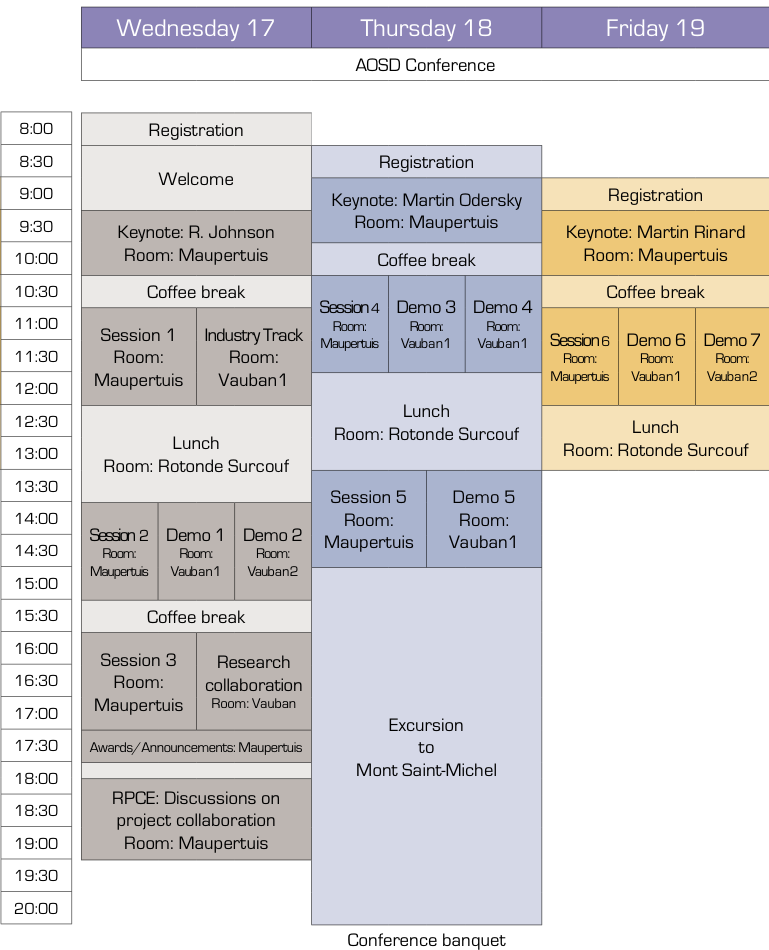 Wednesday 17
Thursday 18
Friday 19
AOSD Conference
8:00
8:30
9:00
9:30
10:00
10:30
11:00
11:30
12:00
12:30
13:00
13:30
14:00
14:30
15:00
15:30
16:00
16:30
17:00
17:30
18:00
18:30
19:00
19:30
20:00
Registration
Welcome
Keynote: R. Johnson
Room: Maupertuis
Coffee break
Session 1
Room:
Maupertuis
Industry Track
Room:
Vauban1
Lunch
Room: Rotonde Surcouf
Session 2
Room:
Maupertuis
Demo 1
Room:
Vauban1
Demo 2
Room:
Vauban2
Coffee break
Session 3
Room:
Maupertuis
Research
collaboration
Room: Vauban
Awards/Announcements: Maupertuis
RPCE: Discussions on
project collaboration
Room: Maupertuis
Registration
Keynote: Martin Odersky
Room: Maupertuis
Coffee break
Session 4
Room:
Maupertuis
Demo 3
Room:
Vauban1
Demo 4
Room:
Vauban1
Lunch
Room: Rotonde Surcouf
Session 5
Room:
Maupertuis
Demo 5
Room:
Vauban1
Excursion
to
Mont Saint-Michel
Conference banquet
Registration
Keynote: Martin Rinard
Room: Maupertuis
Coffee break
Session 6
Room:
Maupertuis
Demo 6
Room:
Vauban1
Demo 7
Room:
Vauban2
Lunch
Room: Rotonde Surcouf